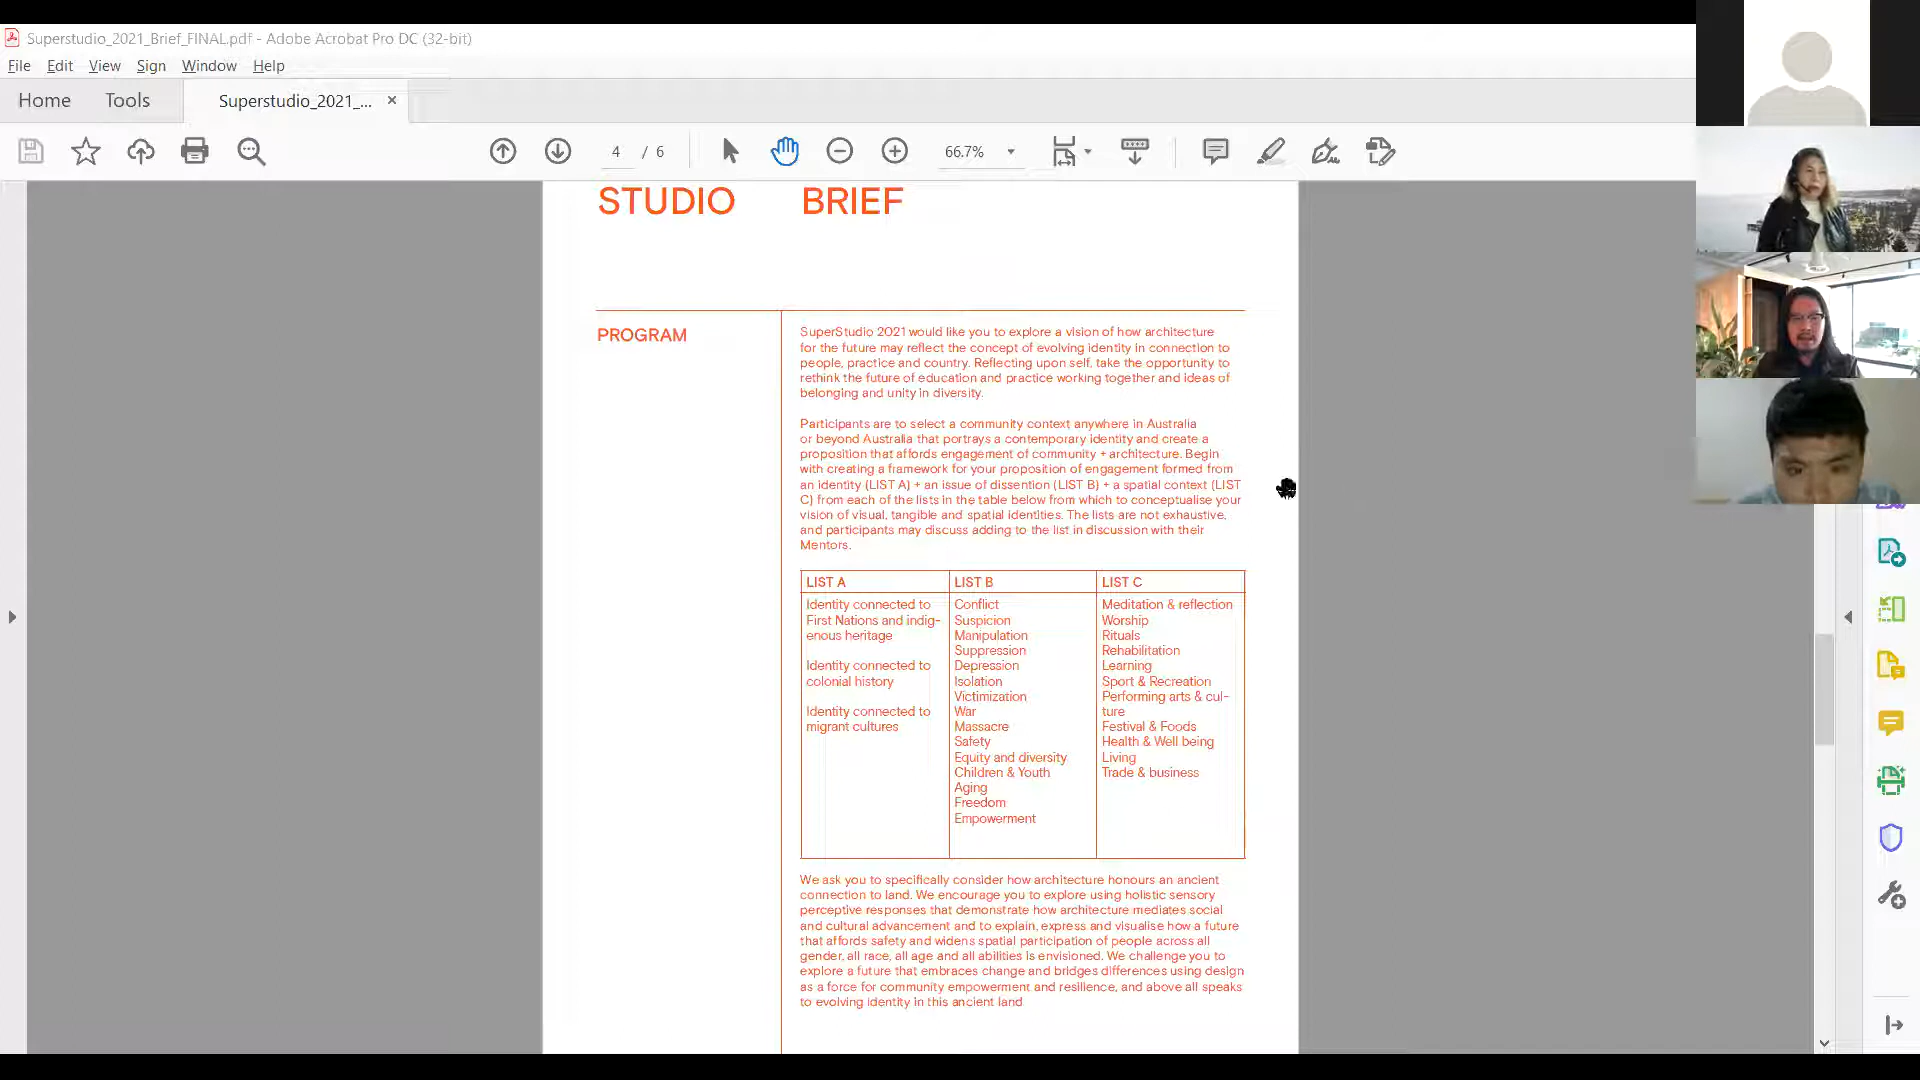 Superstudio_2021_Brief_FINAL.pdf - Adobe Acrobat Pro DC (32-bit)
File Edit View Sign Window Help
Home Tools Superstudio_2021_... ×
4 / 6 66.7%
STUDIO BRIEF
PROGRAM
SuperStudio 2021 would like you to explore a vision of how architecture
for the future may reflect the concept of evolving identity in connection to
people, practice and country. Reflecting upon self, take the opportunity to
rethink the future of education and practice working together and ideas of
belonging and unity in diversity.
Participants are to select a community context anywhere in Australia
or beyond Australia that portrays a contemporary identity and create a
proposition that affords engagement of community + architecture. Begin
with creating a framework for your proposition of engagement formed from
an identity (LIST A) + an issue of dissention (LIST B) + a spatial context (LIST
C) from each of the lists in the table below from which to conceptualise your
vision of visual, tangible and spatial identities. The lists are not exhaustive,
and participants may discuss adding to the list in discussion with their
Mentors.
LIST A
Identity connected to
First Nations and indig-
enous heritage
Identity connected to
colonial history
Identity connected to
migrant cultures
LIST B
Conflict
Suspicion
Manipulation
Suppression
Depression
Isolation
Victimization
War
Massacre
Safety
Equity and diversity
Children & Youth
Aging
Freedom
Empowerment
LIST C
Meditation & reflection
Worship
Rituals
Rehabilitation
Learning
Sport & Recreation
Performing arts & cul-
ture
Festival & Foods
Health & Well being
Living
Trade & business
We ask you to specifically consider how architecture honours an ancient
connection to land. We encourage you to explore using holistic sensory
perceptive responses that demonstrate how architecture mediates social
and cultural advancement and to explain, express and visualise how a future
that affords safety and widens spatial participation of people across all
gender, all race, all age and all abilities is envisioned. We challenge you to
explore a future that embraces change and bridges differences using design
as a force for community empowerment and resilience, and above all speaks
to evolving identity in this ancient land